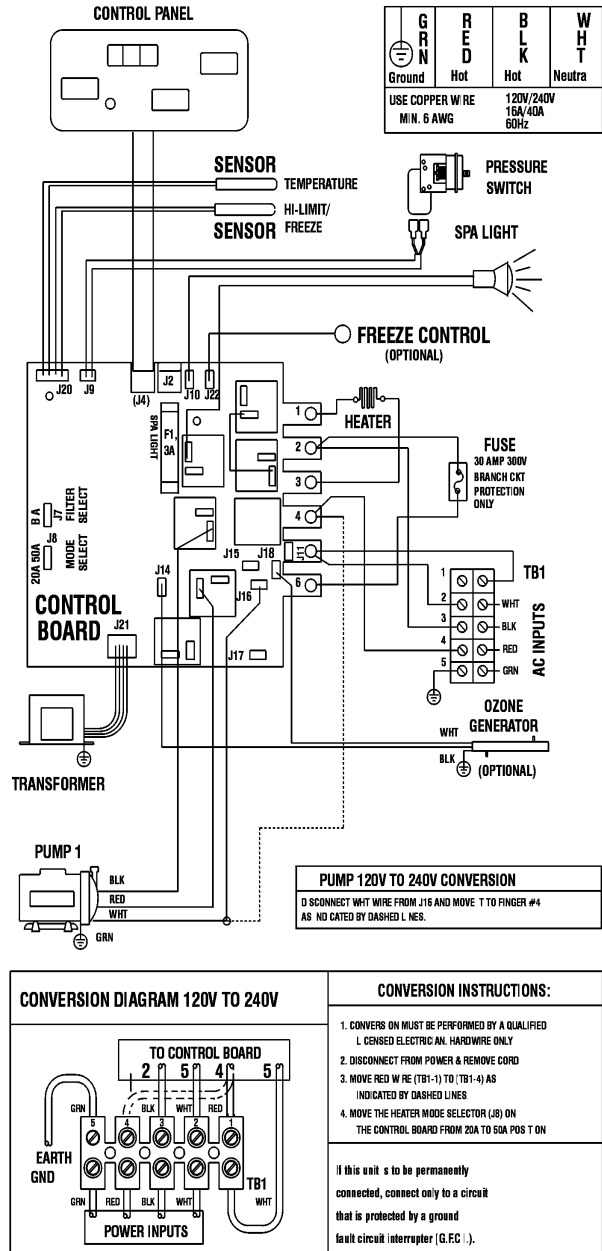 CONTROL PANEL
GRN RED BLK WHT
Ground Hot Hot Neutra
USE COPPER WIRE 120V/240V
MIN. 6 AWG 16A/40A
60Hz
SENSOR TEMPERATURE
HI-LIMIT/
SENSOR FREEZE
PRESSURE
SWITCH
SPA LIGHT
FREEZE CONTROL
(OPTIONAL)
J20 J9 (J4) J2 J10 J22
SPA LIGHT
F1,
3A
1
2
3
4
J11
6
HEATER
FUSE
30 AMP 300V
BRANCH CKT
PROTECTION
ONLY
B A J7 FILTER SELECT
20A 50A J8 MODE SELECT
J15 J18
J14
J16
J17
CONTROL
BOARD
J21
TB1
1
2 WHT
3 BLK
4 RED
5 GRN
AC INPUTS
TRANSFORMER
OZONE
GENERATOR
WHT
BLK
(OPTIONAL)
PUMP 1
BLK
RED
WHT
GRN
PUMP 120V TO 240V CONVERSION
D SCONNECT WHT WIRE FROM J16 AND MOVE T TO FINGER #4
AS ND CATED BY DASHED L NES.
CONVERSION DIAGRAM 120V TO 240V
TO CONTROL BOARD
2 5 4 5
GRN BLK WHT RED
5 4 3 2 1
EARTH
GND
TB1
GRN RED BLK WHT WHT
POWER INPUTS
CONVERSION INSTRUCTIONS:
1. CONVERS ON MUST BE PERFORMED BY A QUALIFIED
L CENSED ELECTRIC AN. HARDWIRE ONLY
2. DISCONNECT FROM POWER & REMOVE CORD
3. MOVE RED W RE (TB1-1) TO (TB1-4) AS
INDICATED BY DASHED LINES
4. MOVE THE HEATER MODE SELECTOR (J8) ON
THE CONTROL BOARD FROM 20A TO 50A POS T ON
If this unit s to be permanently
connected, connect only to a circuit
that is protected by a ground
fault circuit interrupter (G.F.C I.).